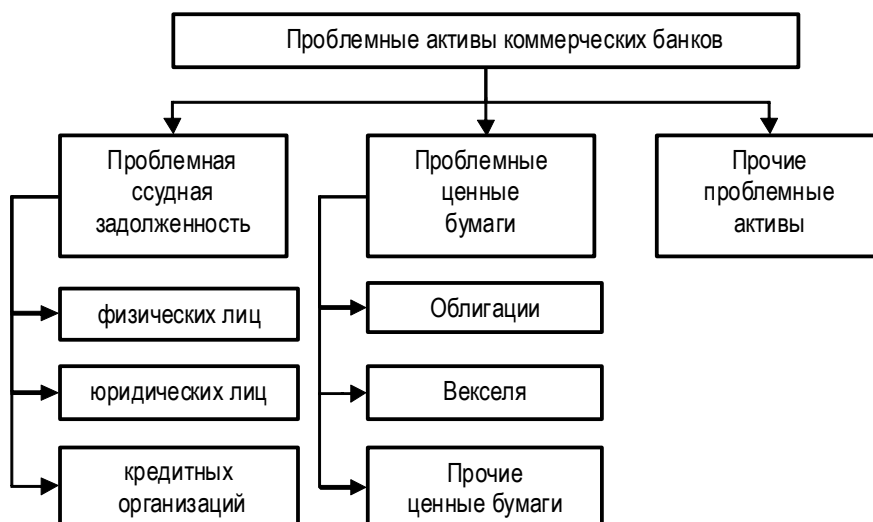 Проблемные активы коммерческих банков
Проблемная
ссудная
задолженность
Проблемные
ценные
бумаги
Прочие
проблемные
активы
физических лиц
юридических лиц
кредитных
организаций
Облигации
Векселя
Прочие
ценные бумаги